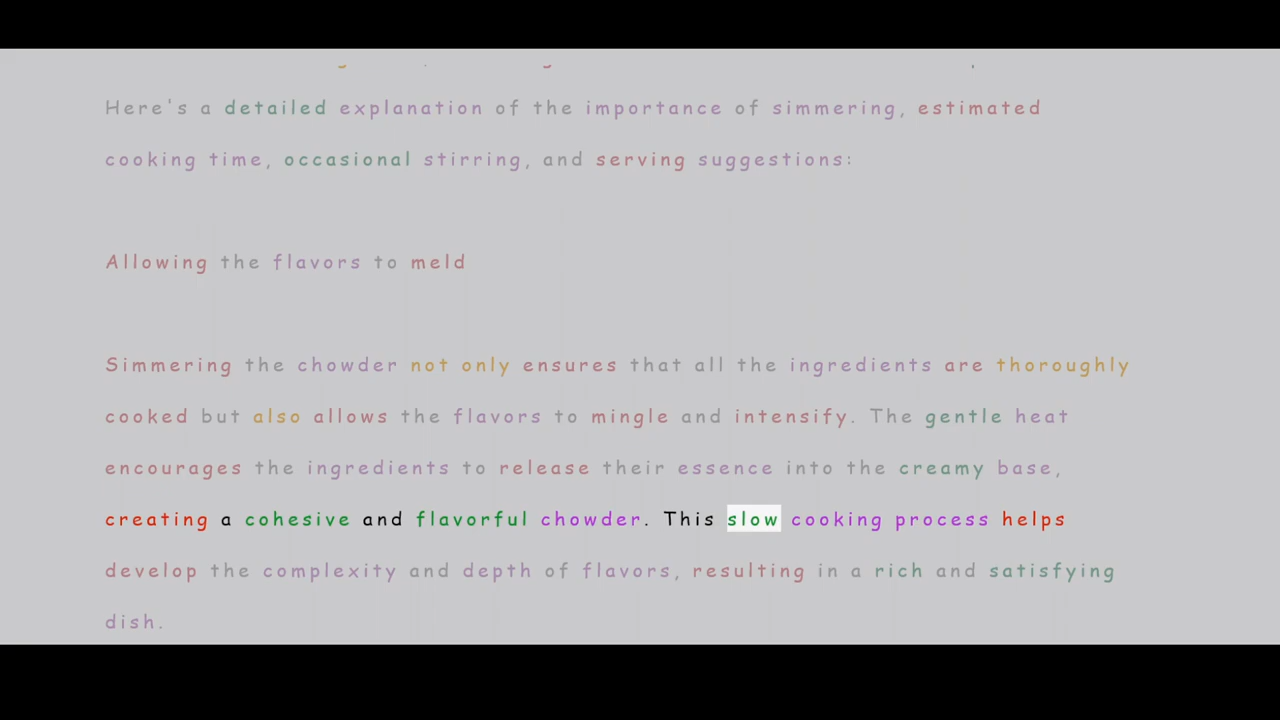 Here's a detailed explanation of the importance of simmering, estimated
cooking time, occasional stirring, and serving suggestions:
Allowing the flavors to meld
Simmering the chowder not only ensures that all the ingredients are thoroughly
cooked but also allows the flavors to mingle and intensify. The gentle heat
encourages the ingredients to release their essence into the creamy base,
creating a cohesive and flavorful chowder. This slow cooking process helps
develop the complexity and depth of flavors, resulting in a rich and satisfying
dish.